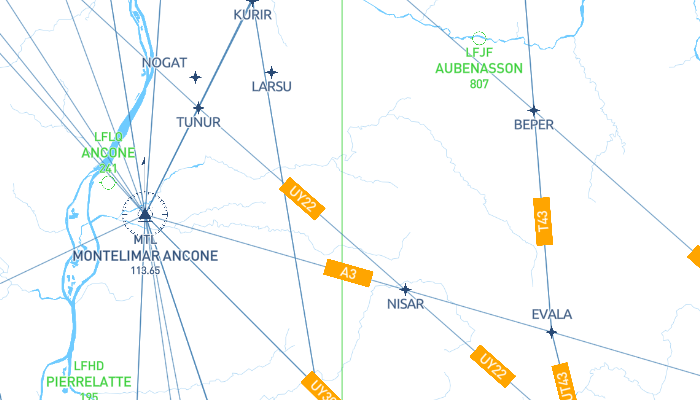 KURIR
NOGAT
LARSU
TUNUR
LFJF
AUBENASSON
807
BEPER
LFLO
ANCONE
241
UY22
T43
MTL
MONTELIMAR ANCONE
113.65
A3
NISAR
EVALA
UY22
LFHD
PIERRELATTE
195
UT43